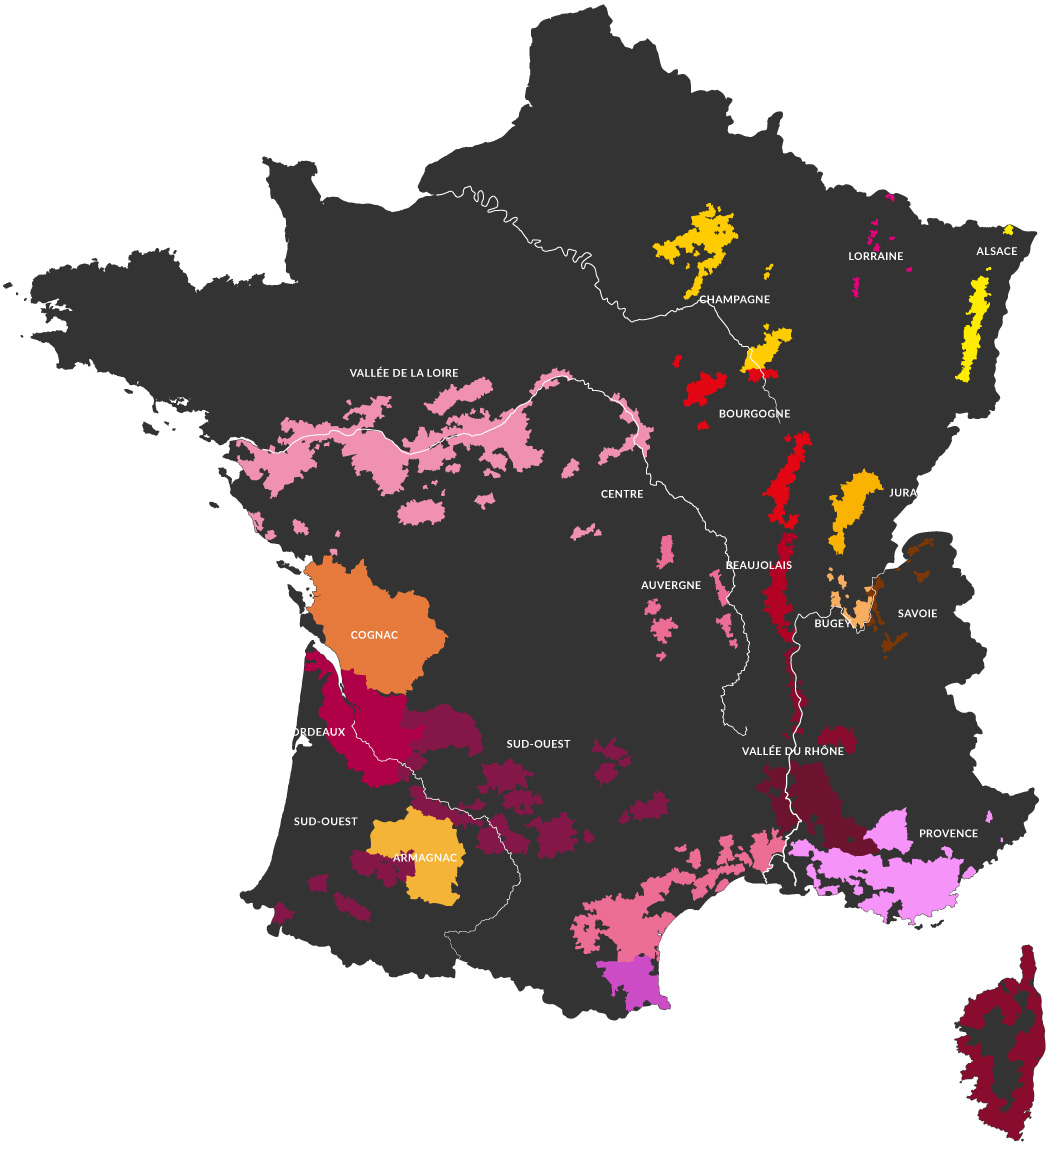 LORRAINE
ALSACE
CHAMPAGNE
VALLÉE DE LA LOIRE
BOURGOGNE
CENTRE
JURA
BEAUJOLAIS
AUVERGNE
SAVOIE
BUGEY
COGNAC
ORDEAUX
SUD-OUEST
VALLÉE DU RHÔNE
SUD-OUEST
PROVENCE
ARMAGNAC